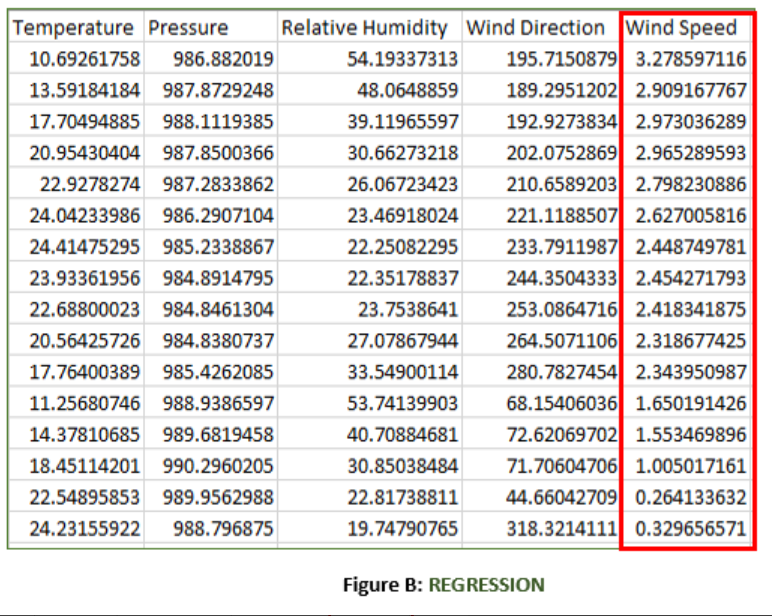 Temperature Pressure Relative Humidity Wind Direction Wind Speed
10.69261758 986.882019 54.19337313 195.7150879 3.278597116
13.59184184 987.8729248 48.0648859 189.2951202 2.909167767
17.70494885 988.1119385 39.11965597 192.9273834 2.973036289
20.95430404 987.8500366 30.66273218 202.0752869 2.965289593
22.9278274 987.2833862 26.06723423 210.6589203 2.798230886
24.04233986 986.2907104 23.46918024 221.1188507 2.627005816
24.41475295 985.2338867 22.25082295 233.7911987 2.448749781
23.93361956 984.8914795 22.35178837 244.3504333 2.454271793
22.68800023 984.8461304 23.7538641 253.0864716 2.418341875
20.56425726 984.8380737 27.07867944 264.5071106 2.318677425
17.76400389 985.4262085 33.54900114 280.7827454 2.343950987
11.25680746 988.9386597 53.74139903 68.15406036 1.650191426
14.37810685 989.6819458 40.70884681 72.62069702 1.553469896
18.45114201 990.2960205 30.85038484 71.70604706 1.005017161
22.54895853 989.9562988 22.81738811 44.66042709 0.264133632
24.23155922 988.796875 19.74790765 318.3214111 0.329656571
Figure B: REGRESSION